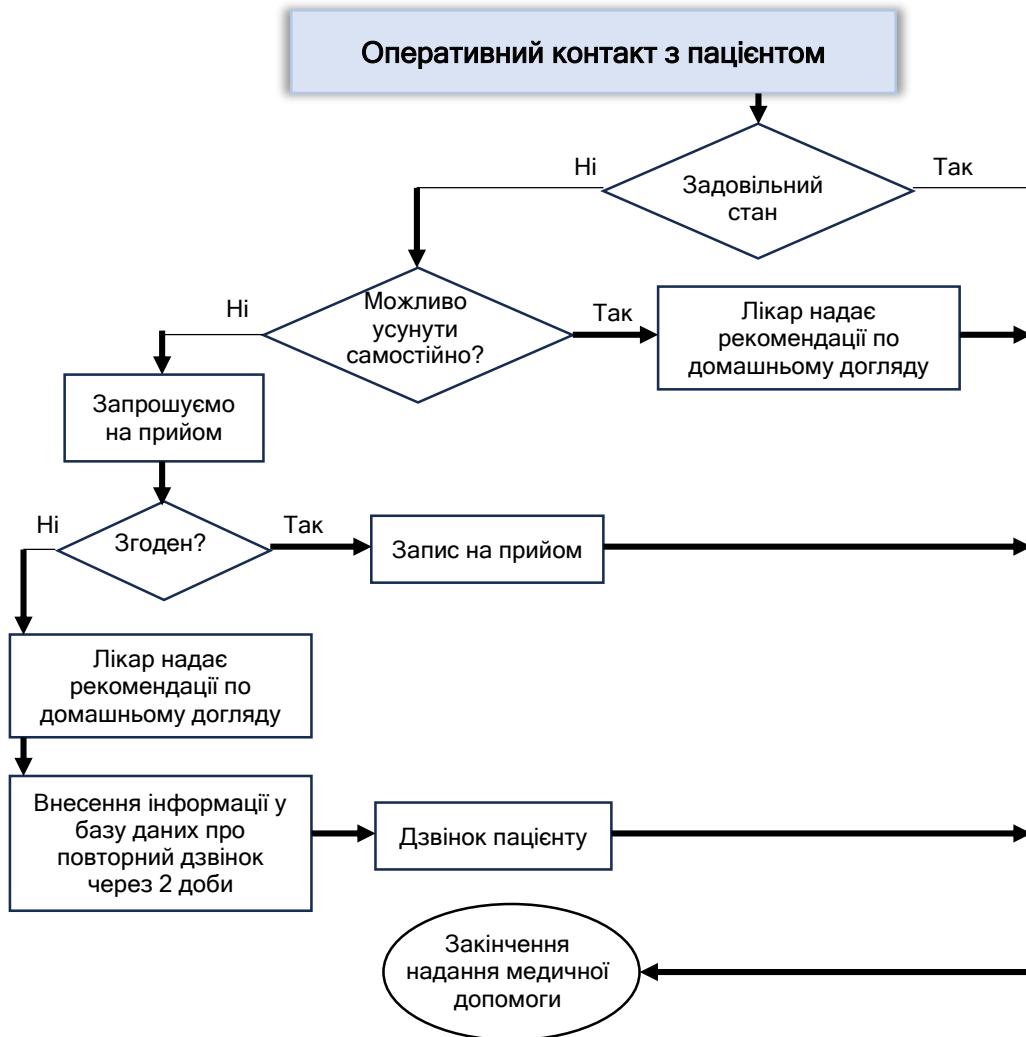 Оперативний контакт з пацієнтом
Ні
Так
Задовільний
стан
Ні
Можливо
усунути
самостійно?
Так
Лікар надає
рекомендації по
домашньому догляду
Запрошуємо
на прийом
Ні
Згоден?
Так
Запис на прийом
Лікар надає
рекомендації по
домашньому догляду
Внесення інформації у
базу даних про
повторний дзвінок
через 2 доби
Дзвінок пацієнту
Закінчення
надання медичної
допомоги